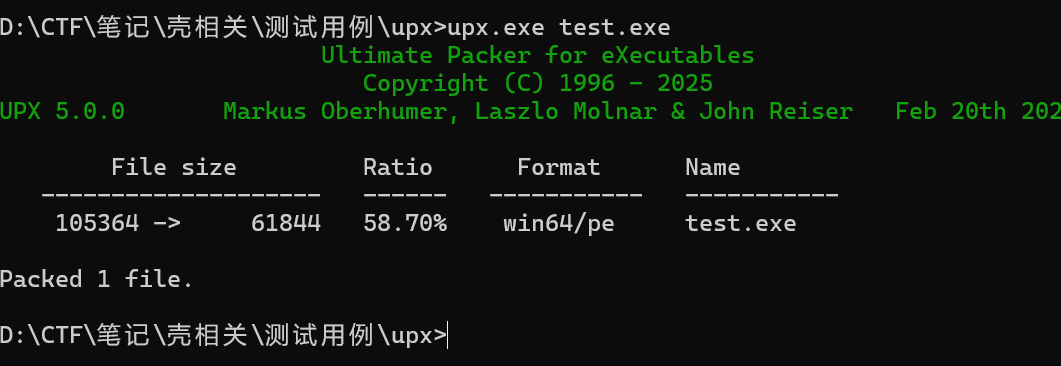 D:\CTF\笔记\壳相关\测试用例\upx>upx.exe test.exe
Ultimate Packer for eXecutables
Copyright (C) 1996 - 2025
UPX 5.0.0 Markus Oberhumer, Laszlo Molnar & John Reiser Feb 20th 202
File size Ratio Format Name
-------------------- ------ ----------- -----------
105364 -> 61844 58.70% win64/pe test.exe
Packed 1 file.
D:\CTF\笔记\壳相关\测试用例\upx>